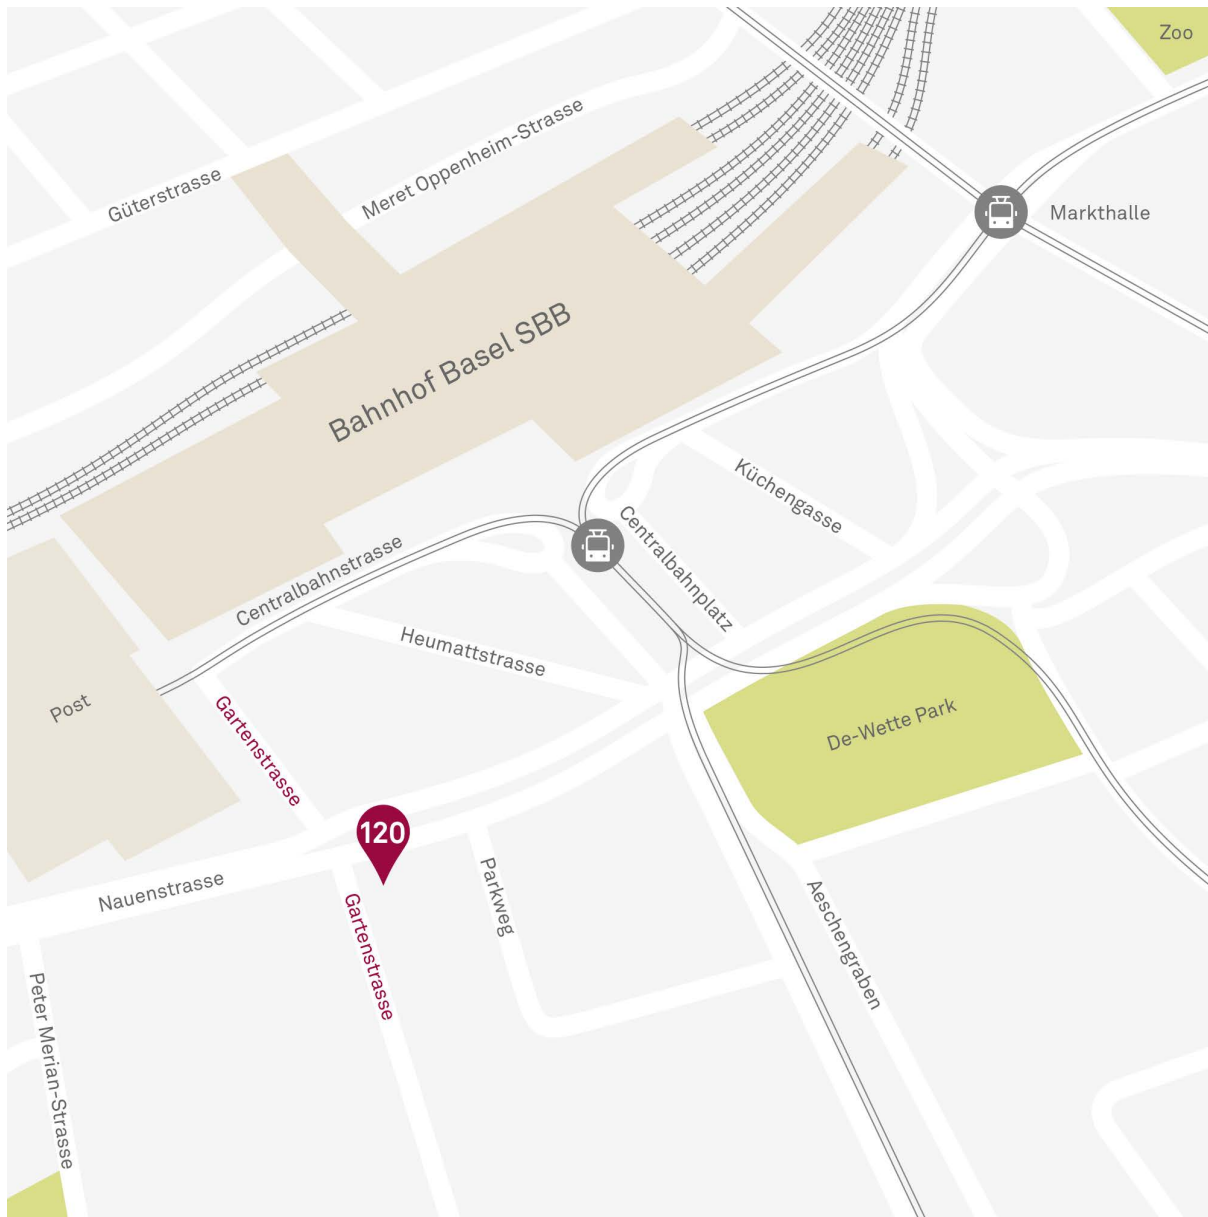 Zoo
Güterstrasse
Meret Oppenheim-Strasse
Markthalle
Bahnhof Basel SBB
Küchengasse
Centralbahnplatz
Centralbahnstrasse
Heumattstrasse
Post
Gartenstrasse
De-Wette Park
120
Nauenstrasse
Gartenstrasse
Parkweg
Aeschengraben
Peter Merian-Strasse